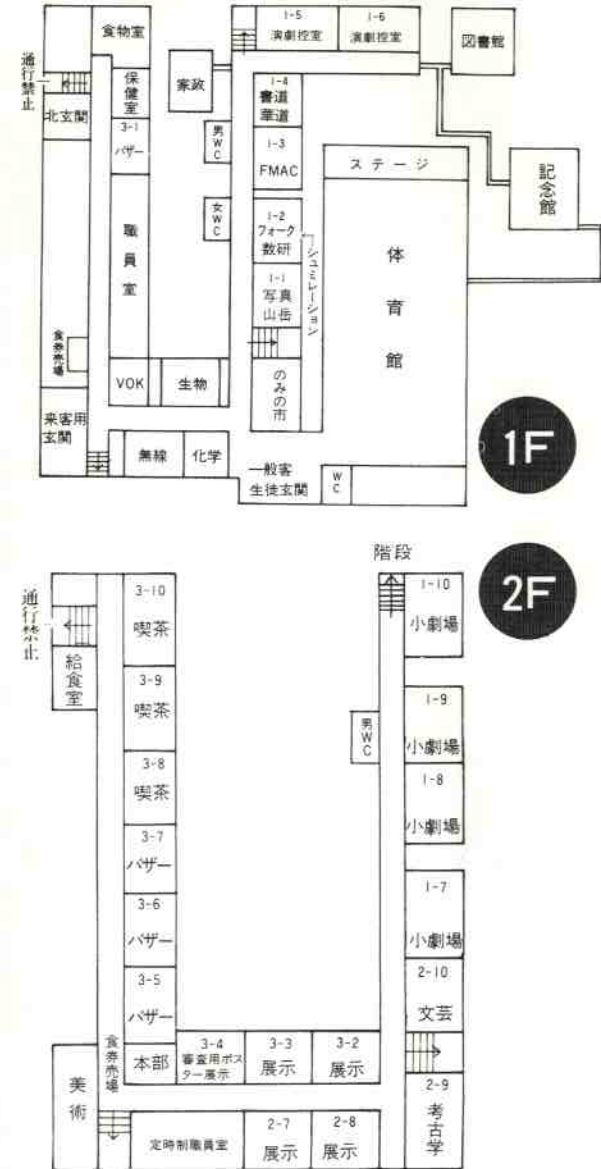 食物室
1-5
演劇控室
1-6
演劇控室
図書館
通行禁止
保健室
家政
1-4
書道
華道
北玄関
3-1
バザー
男WC
1-3
FMAC
ステージ
記念館
職員室
女WC
1-2
フォーク
数研
シュミレーション
体育館
1-1
写真
山岳
食券売場
VOK
生物
のみの市
来客用
玄関
無線
化学
一般客
生徒玄関
WC
1F
階段
2F
通行禁止
3-10
喫茶
1-10
小劇場
給食室
3-9
喫茶
1-9
小劇場
男WC
3-8
喫茶
1-8
小劇場
3-7
バザー
3-6
バザー
1-7
小劇場
3-5
バザー
2-10
文芸
食券売場
本部
3-4
審査用ポス
ター展示
3-3
展示
3-2
展示
美術
2-9
考古学
定時制職員室
2-7
展示
2-8
展示